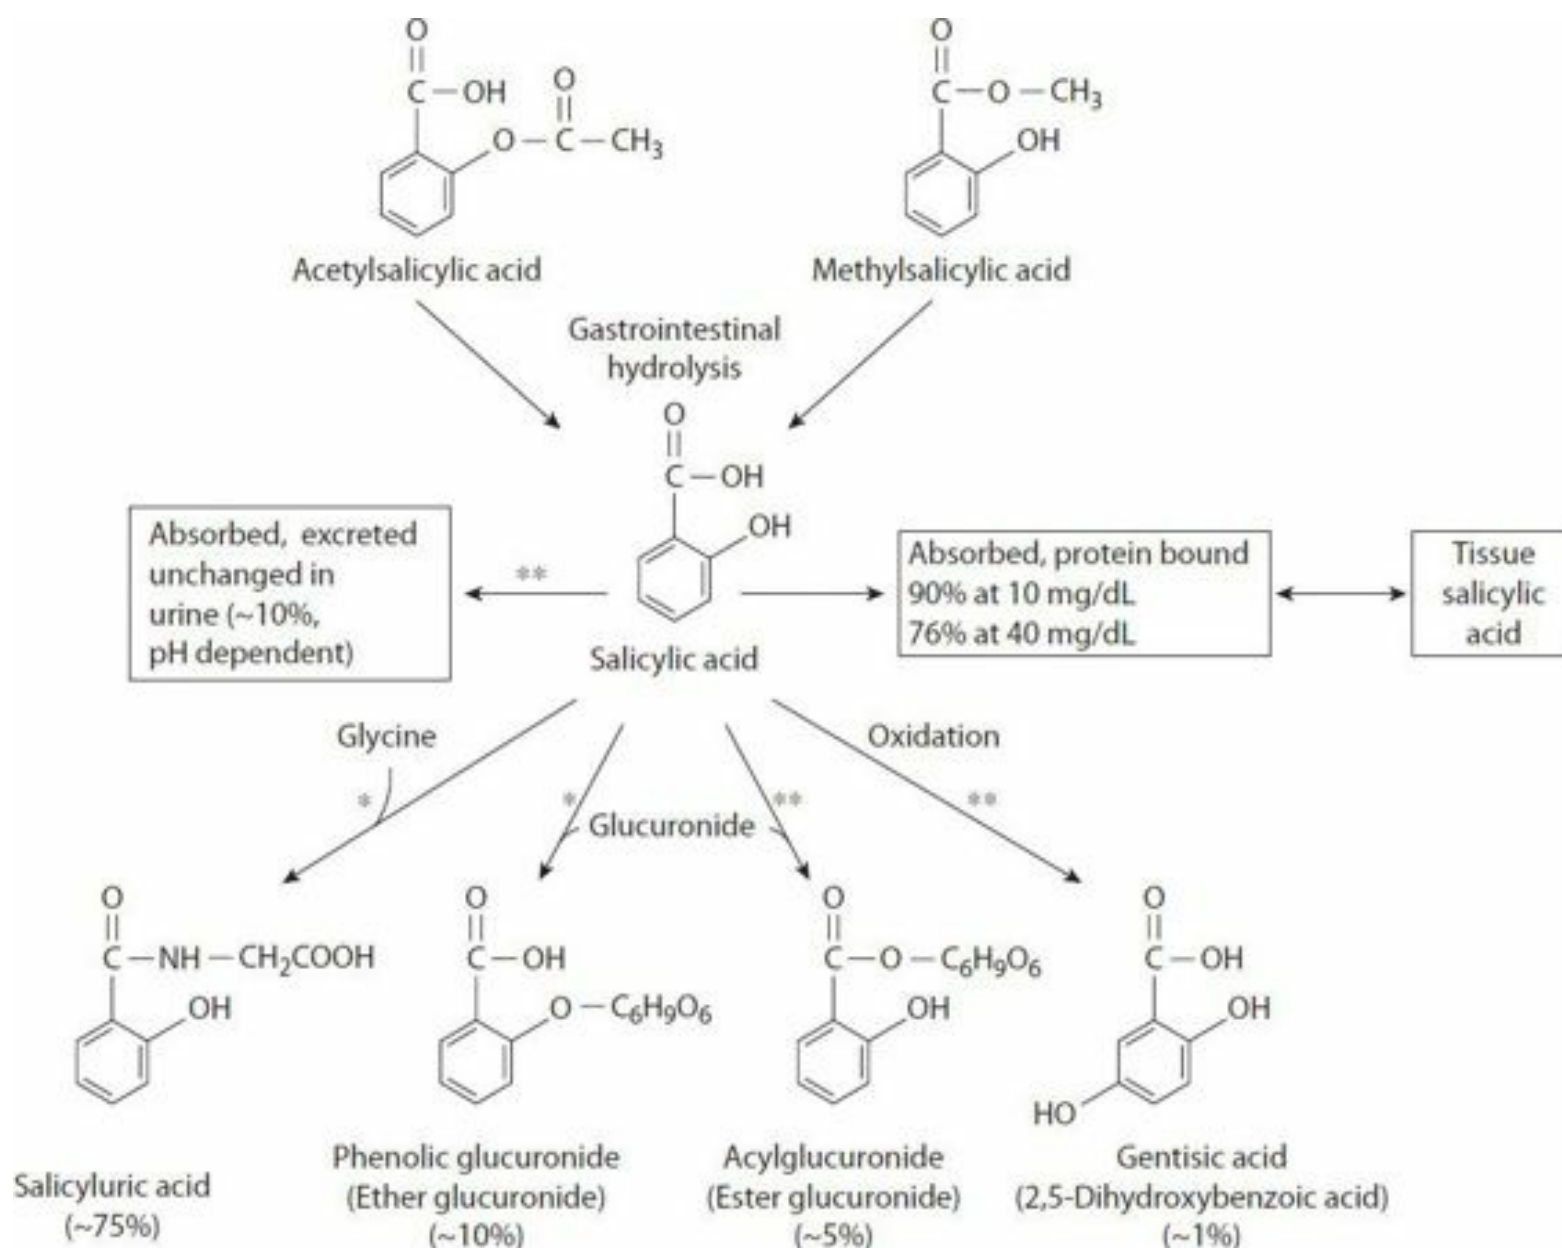 O
C—OH
O
O—C—CH3
Acetylsalicylic acid
O
C—O—CH3
OH
Methylsalicylic acid
Gastrointestinal
hydrolysis
O
C—OH
OH
Salicylic acid
Absorbed, excreted
unchanged in
urine (~10%,
pH dependent)
**
Absorbed, protein bound
90% at 10 mg/dL
76% at 40 mg/dL
Tissue
salicylic
acid
Glycine
*
*
Glucuronide
**
Oxidation
**
O
C—NH—CH2COOH
OH
Salicyluric acid
(~75%)
O
C—OH
O—C6H9O6
Phenolic glucuronide
(Ether glucuronide)
(~10%)
O
C—O—C6H9O6
OH
Acylglucuronide
(Ester glucuronide)
(~5%)
O
C—OH
OH
HO
Gentisic acid
(2,5-Dihydroxybenzoic acid)
(~1%)